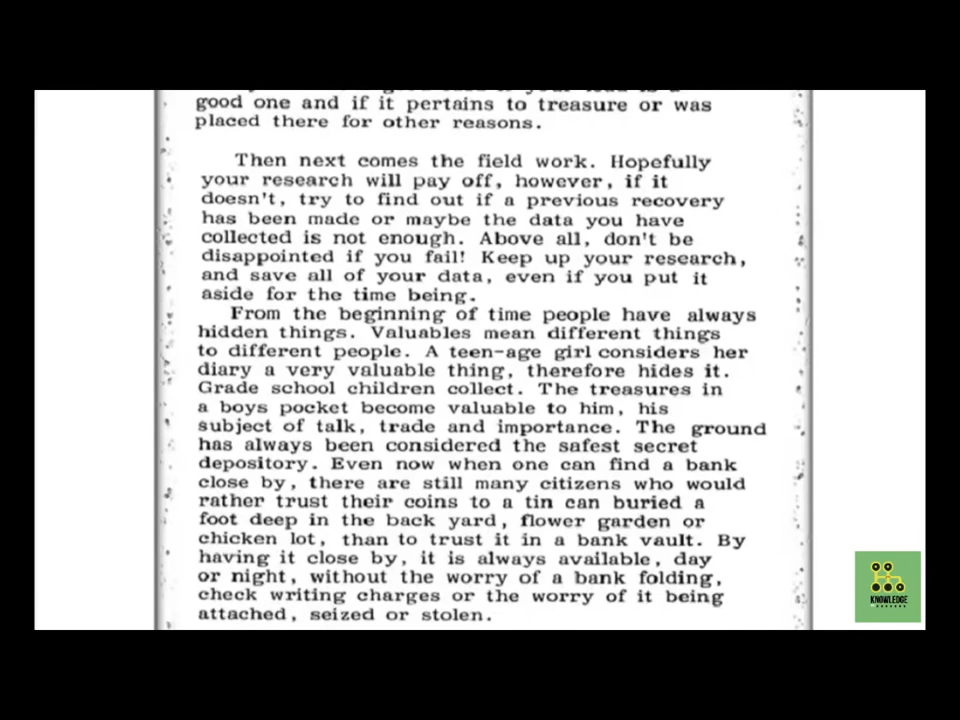 good one and if it pertains to treasure or was
placed there for other reasons.
Then next comes the field work. Hopefully
your research will pay off, however, if it
doesn't, try to find out if a previous recovery
has been made or maybe the data you have
collected is not enough. Above all, don't be
disappointed if you fail! Keep up your research,
and save all of your data, even if you put it
aside for the time being.
From the beginning of time people have always
hidden things. Valuables mean different things
to different people. A teen-age girl considers her
diary a very valuable thing, therefore hides it.
Grade school children collect. The treasures in
a boys pocket become valuable to him, his
subject of talk, trade and importance. The ground
has always been considered the safest secret
depository. Even now when one can find a bank
close by, there are still many citizens who would
rather trust their coins to a tin can buried a
foot deep in the back yard, flower garden or
chicken lot, than to trust it in a bank vault. By
having it close by, it is always available, day
or night, without the worry of a bank folding,
check writing charges or the worry of it being
attached, seized or stolen.
KNOWLEDGE